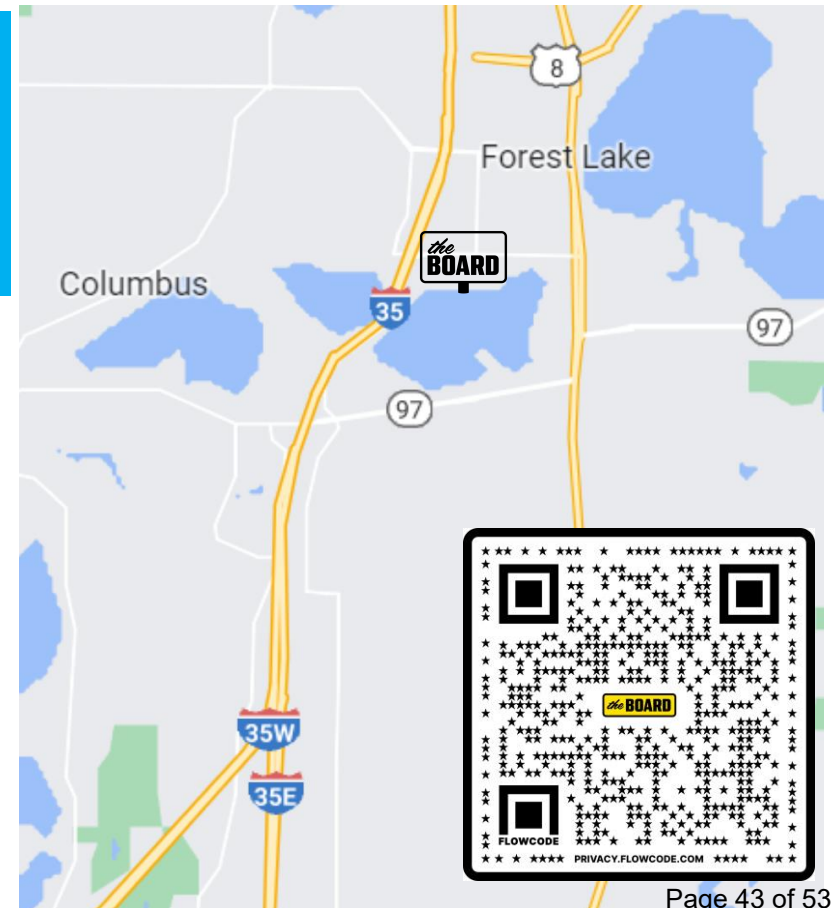 8
Forest Lake
the
BOARD
Columbus
35
97
97
35W
35E
the BOARD
FLOWCODE
PRIVACY.FLOWCODE.COM
Page 43 of 53